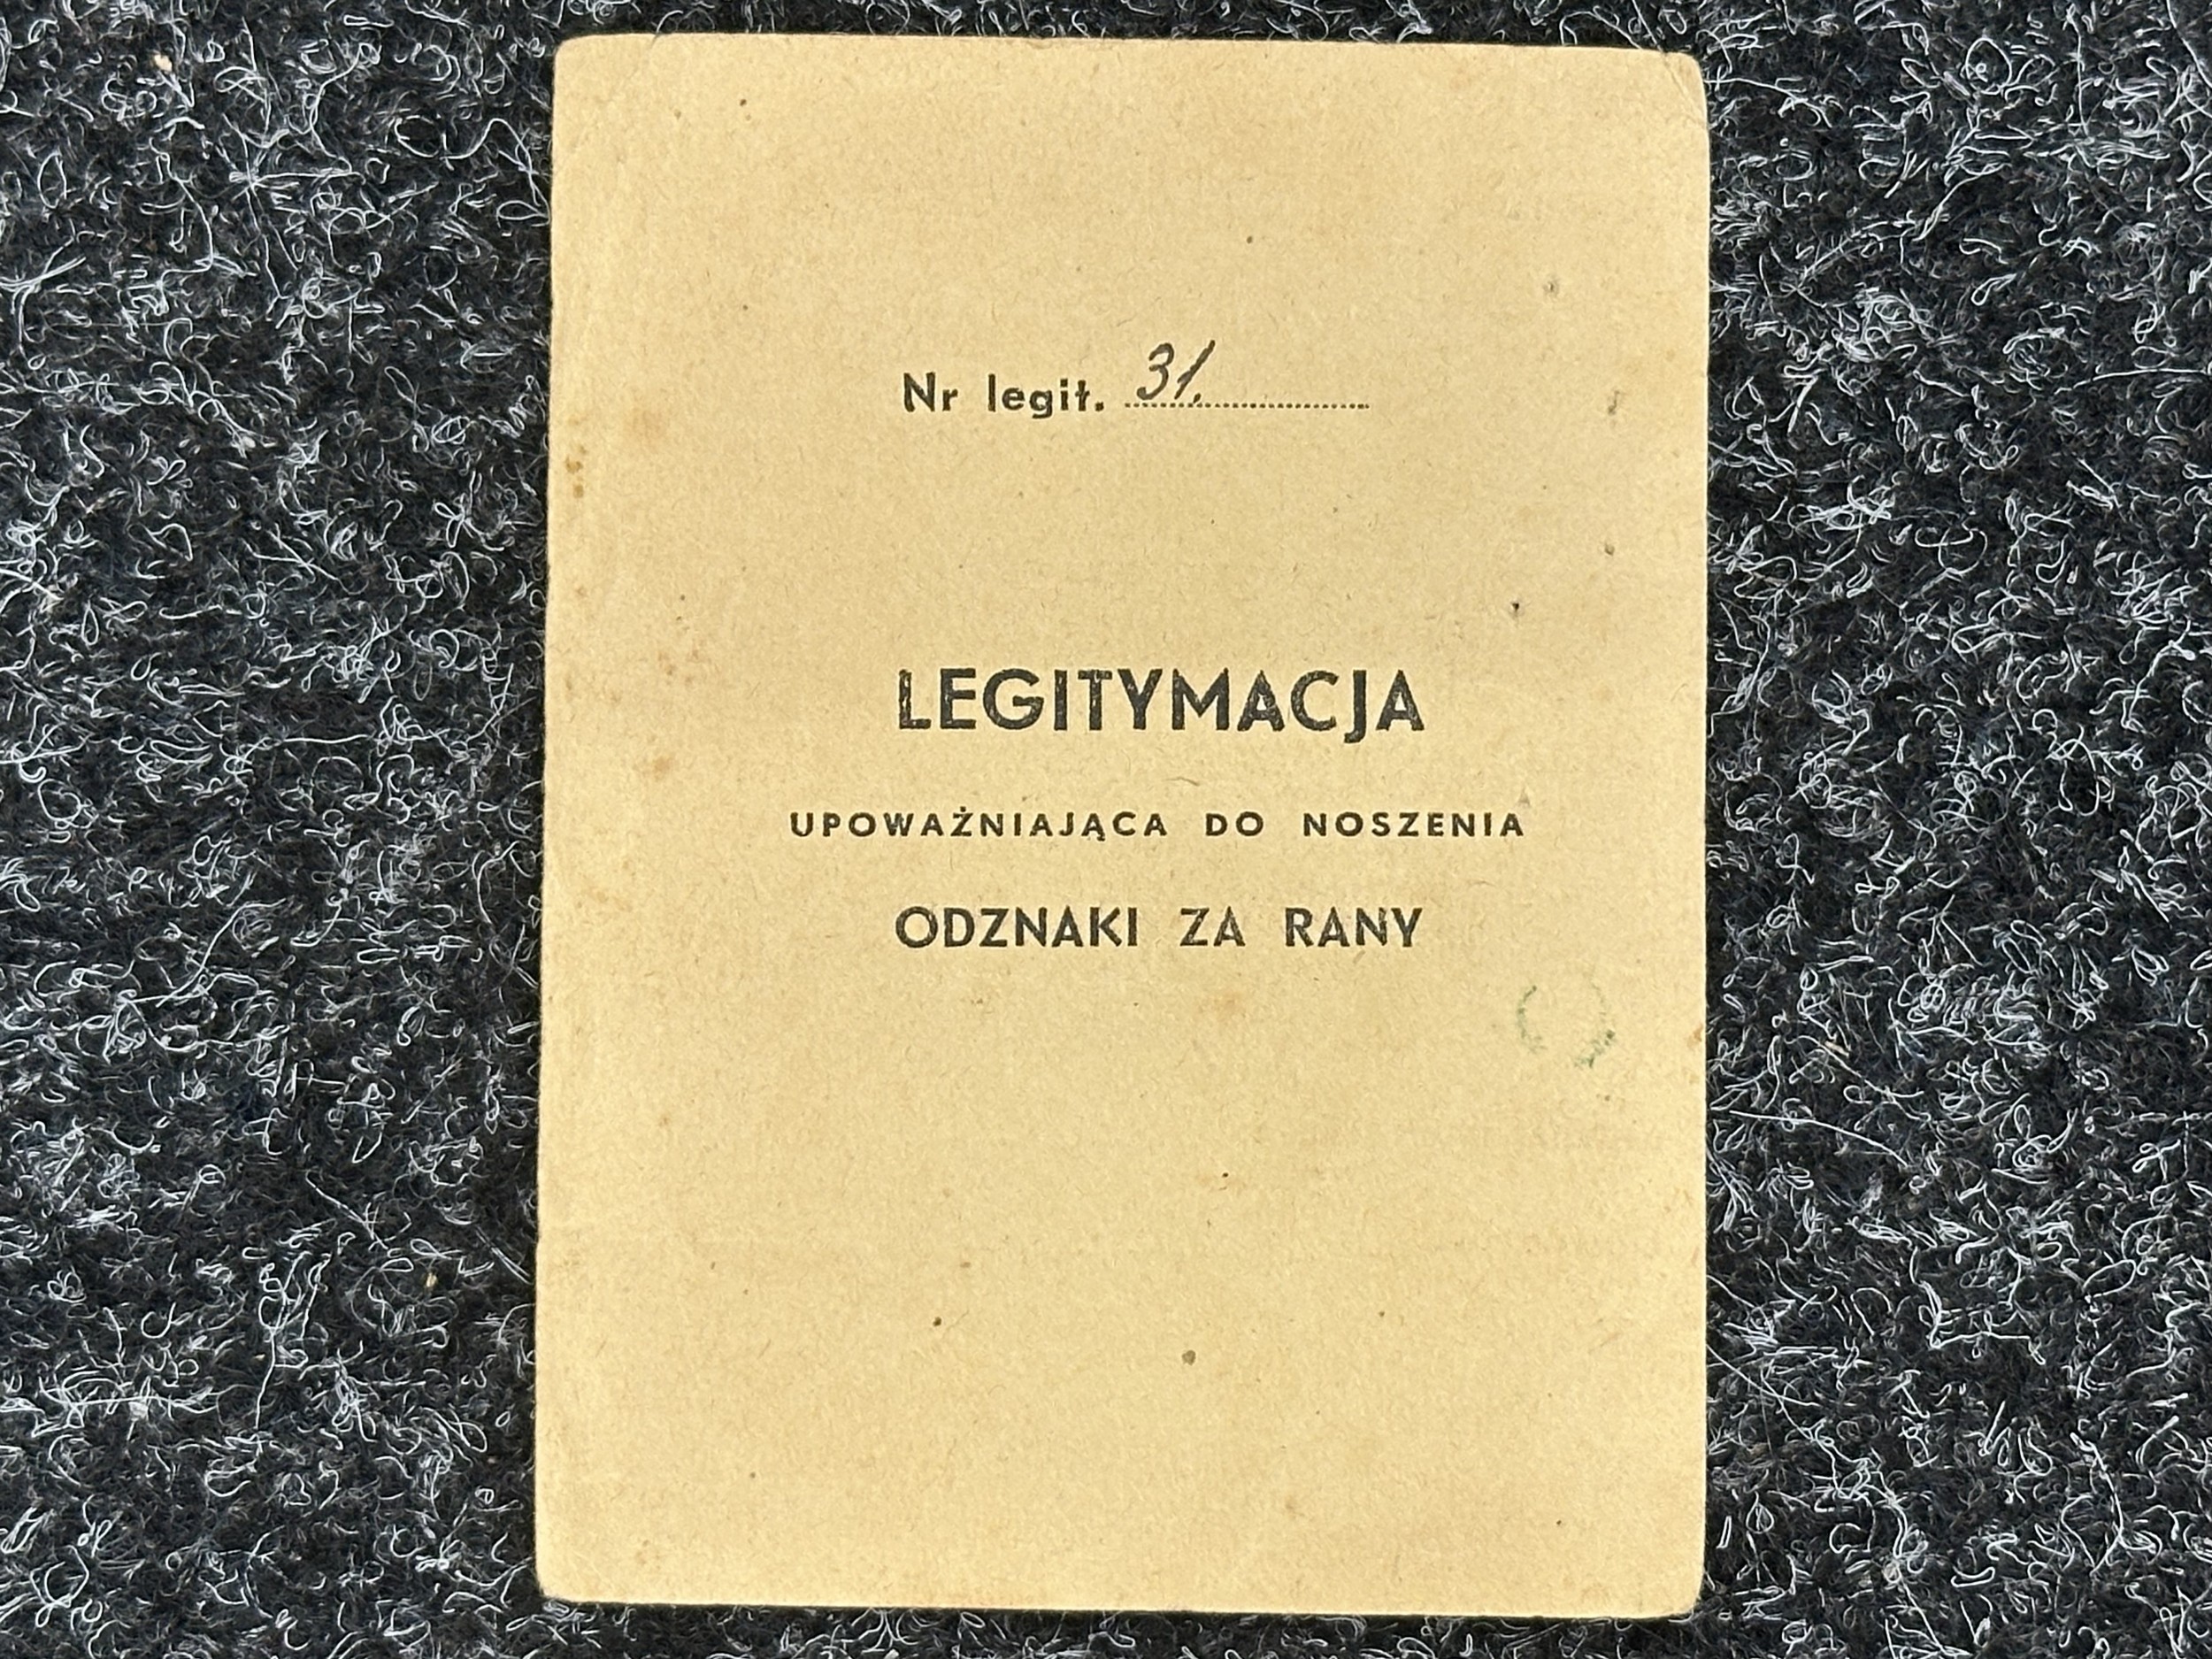 Nr legit. 31.
LEGITYMACJA
UPOWAŻNIAJĄCA DO NOSZENIA
ODZNAKI ZA RANY